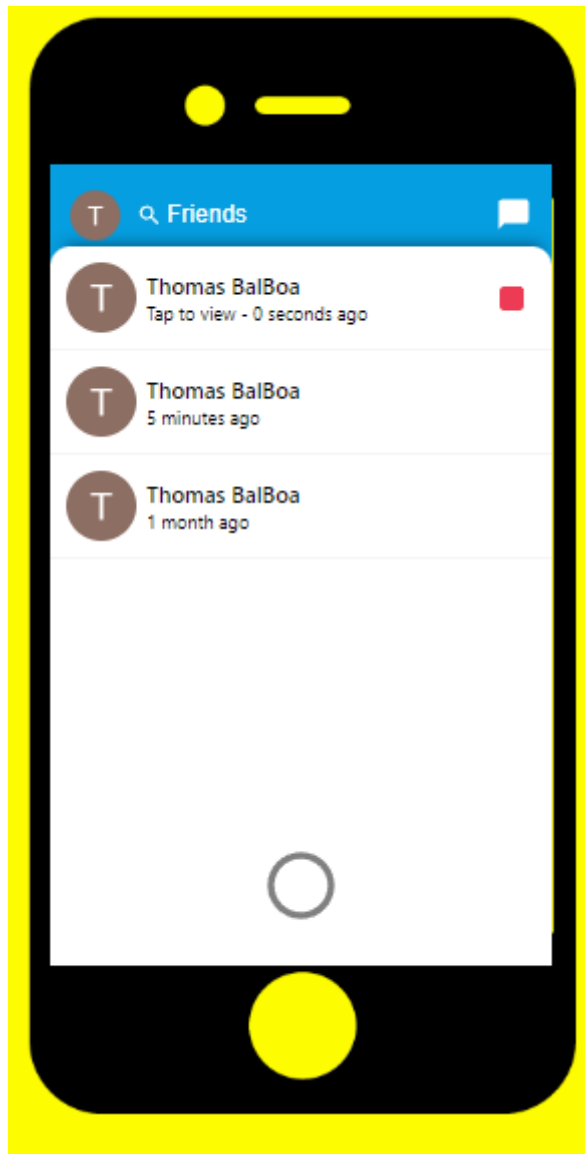 T Friends
T Thomas BalBoa
Tap to view - 0 seconds ago
T Thomas BalBoa
5 minutes ago
T Thomas BalBoa
1 month ago